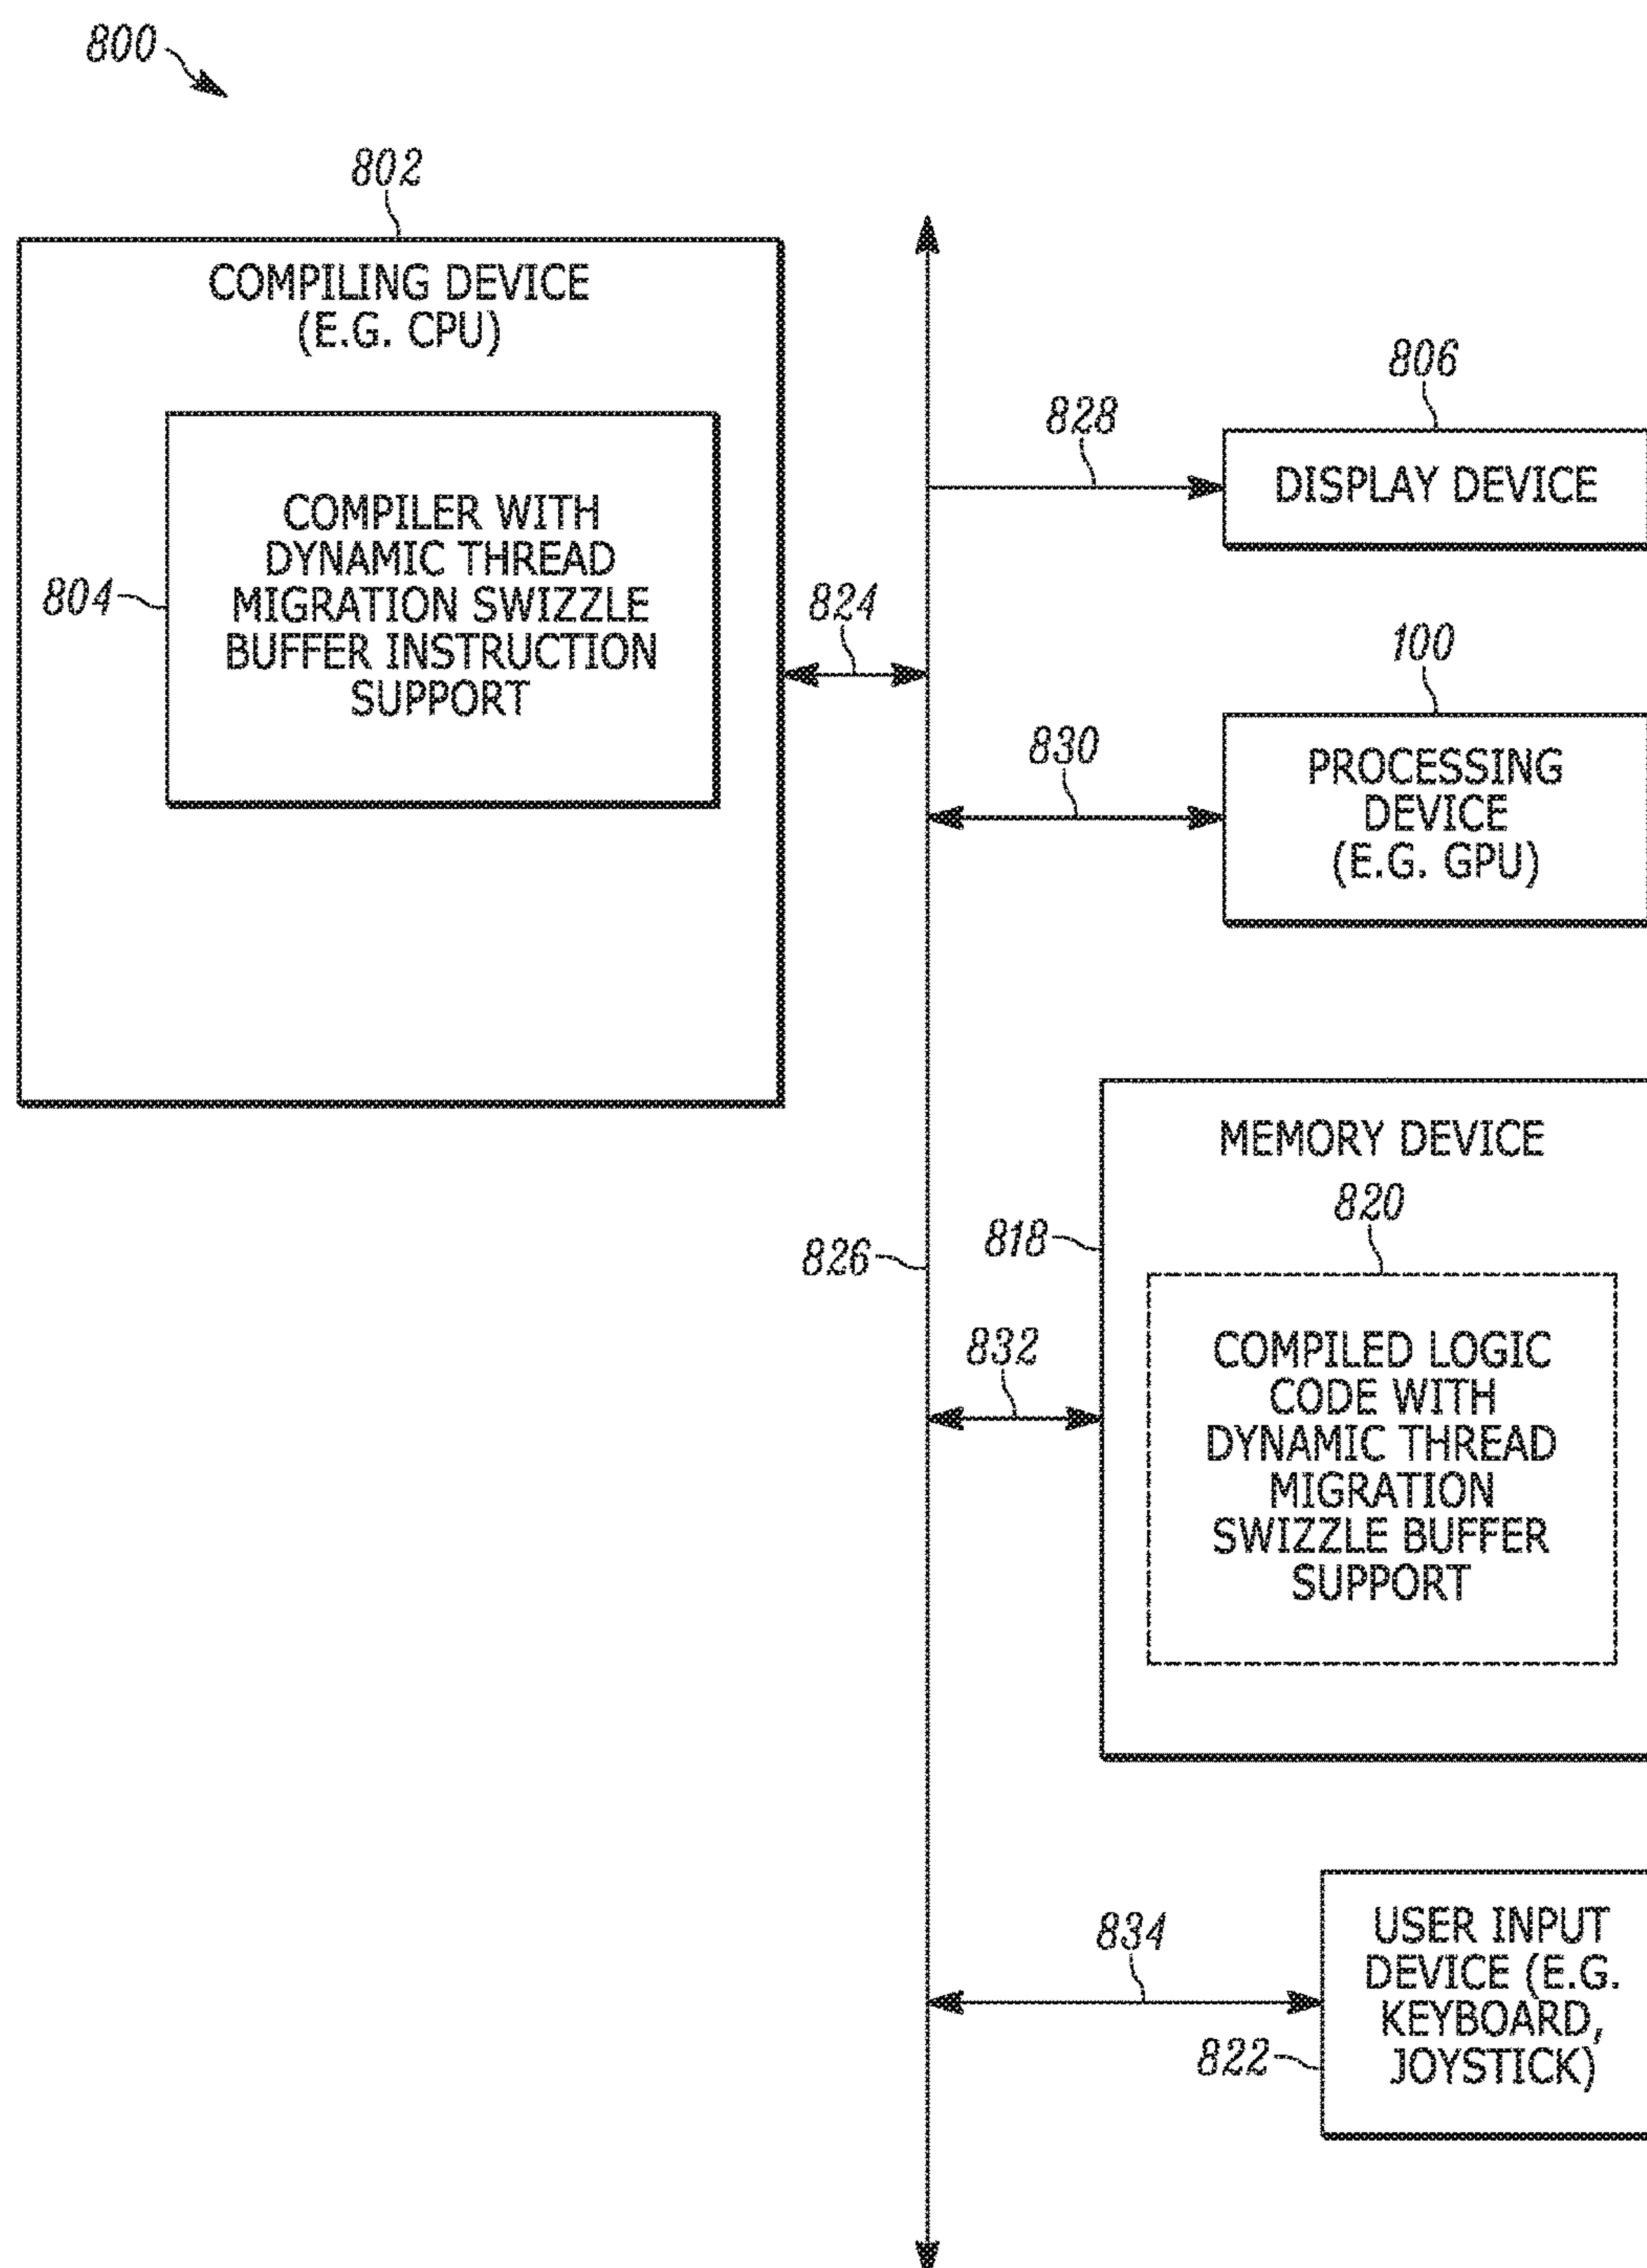 800
802
COMPILING DEVICE
(E.G. CPU)
804
COMPILER WITH
DYNAMIC THREAD
MIGRATION SWIZZLE
BUFFER INSTRUCTION
SUPPORT
824
826
828
806
DISPLAY DEVICE
830
100
PROCESSING
DEVICE
(E.G. GPU)
832
818
MEMORY DEVICE
820
COMPILED LOGIC
CODE WITH
DYNAMIC THREAD
MIGRATION
SWIZZLE BUFFER
SUPPORT
834
822
USER INPUT
DEVICE (E.G.
KEYBOARD,
JOYSTICK)